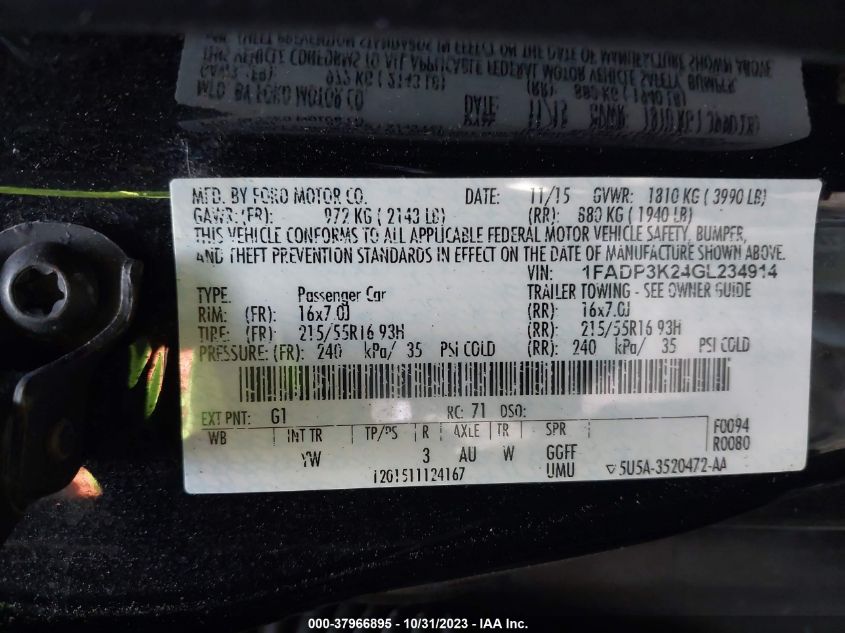 MFD. BY FORD MOTOR CO. DATE: 11/15 GVWR: 1810 KG ( 3990 LB)
GAWR: (FR): 972 KG ( 2143 LB) (RR): 880 KG ( 1940 LB)
THIS VEHICLE CONFORMS TO ALL APPLICABLE FEDERAL MOTOR VEHICLE SAFETY, BUMPER,
AND THEFT PREVENTION STANDARDS IN EFFECT ON THE DATE OF MANUFACTURE SHOWN ABOVE.
VIN: 1FADP3K24GL234914
TYPE: Passenger Car TRAILER TOWING - SEE OWNER GUIDE
RIM: (FR) 16x7.0J (RR): 16x7.0J
TIRE: (FR): 215/55R16 93H (RR): 215/55R16 93H
PRESSURE: (FR): 240 kPa/ 35 PSI COLD (RR): 240 kPa/ 35 PSI COLD
EXT PNT: G1 RC: 71 DSO:
WB INT TR TP/PS R AXLE TR SPR F0094
R0080
YW 3 AU W GGFF
UMU
1201511124167 5U5A-3520472-AA
000-37966895 - 10/31/2023 - IAA Inc.